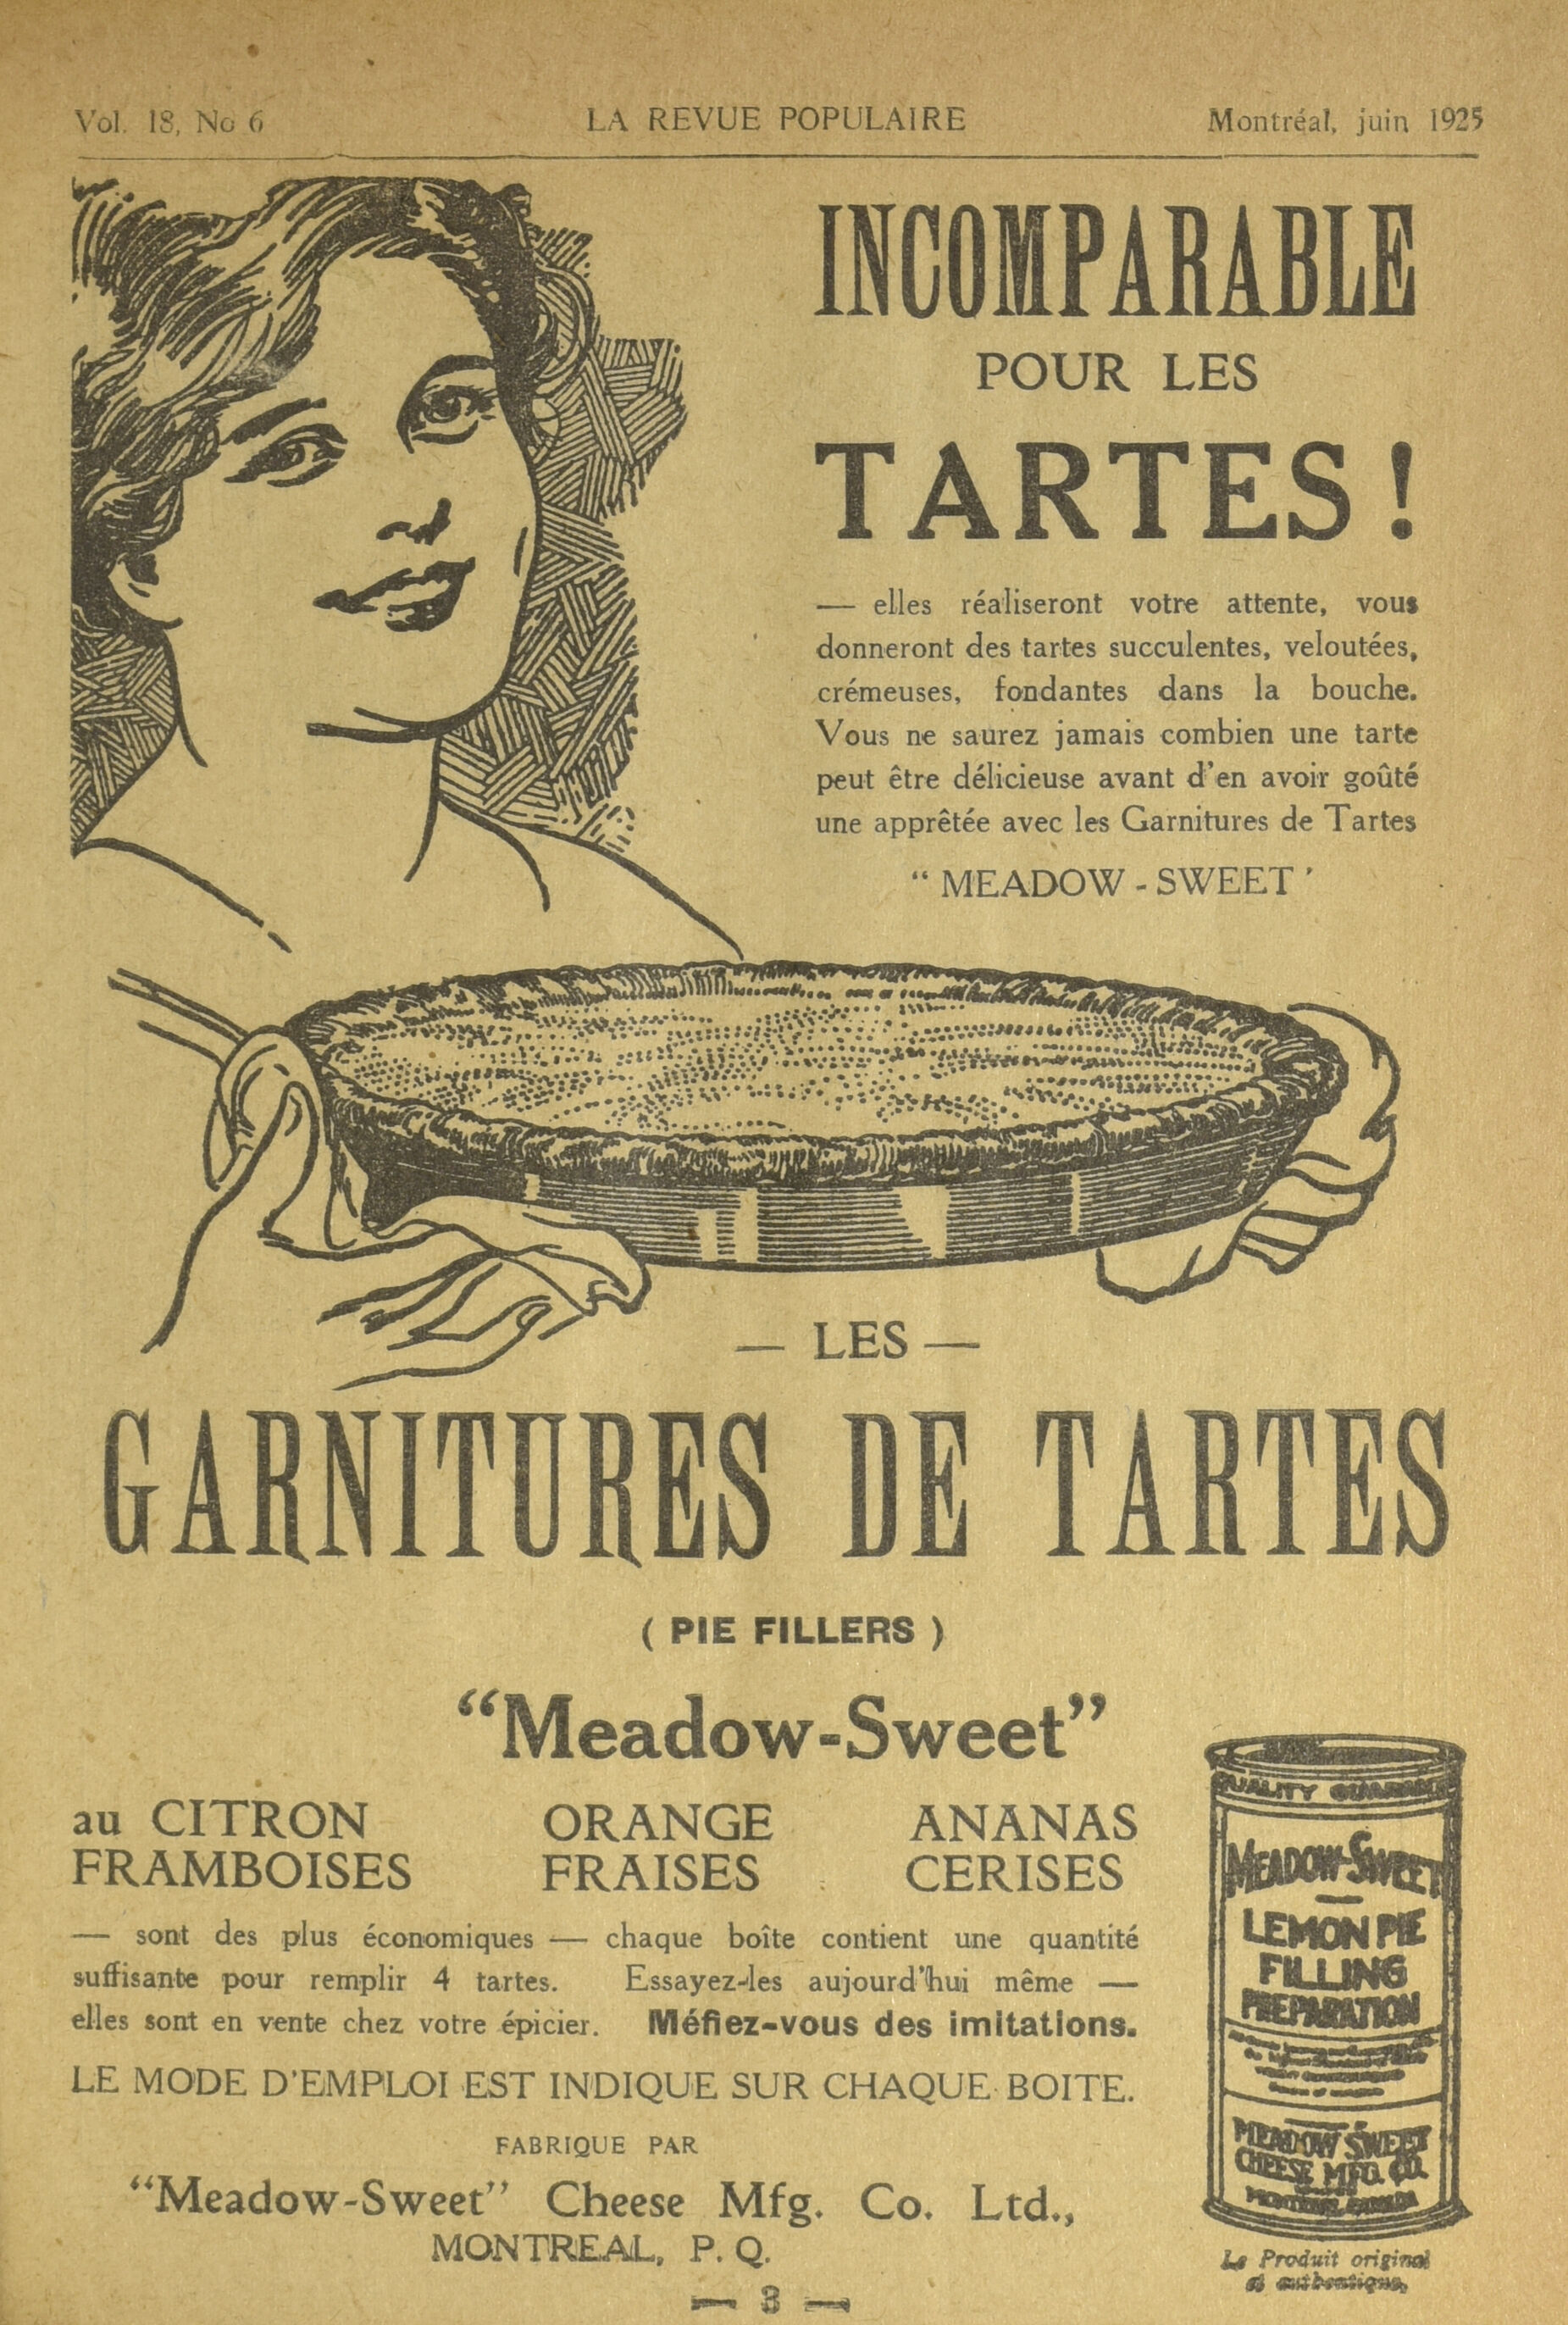 Vol. 18, No 6 LA REVUE POPULAIRE Montréal, juin 1925
INCOMPARABLE
POUR LES
TARTES!
— elles réaliseront votre attente, vous
donneront des tartes succulentes, veloutées,
crémeuses, fondantes dans la bouche.
Vous ne saurez jamais combien une tarte
peut être délicieuse avant d'en avoir goûté
une apprêtée avec les Garnitures de Tartes
“ MEADOW - SWEET '
— LES —
GARNITURES DE TARTES
( PIE FILLERS )
“Meadow-Sweet”
au CITRON ORANGE ANANAS
FRAMBOISES FRAISES CERISES
— sont des plus économiques — chaque boîte contient une quantité
suffisante pour remplir 4 tartes. Essayez-les aujourd'hui même —
elles sont en vente chez votre épicier. Méfiez-vous des imitations.
LE MODE D'EMPLOI EST INDIQUE SUR CHAQUE BOITE.
FABRIQUE PAR
“Meadow-Sweet” Cheese Mfg. Co. Ltd.,
MONTREAL, P. Q.
QUALITY
MEADOW-SWEET
LEMON PIE
FILLING
PREPARATION
MEADOW SWEET
CHEESE MFG. CO.
MONTREAL CANADA
Le Produit original
et authentique.
— 3 —